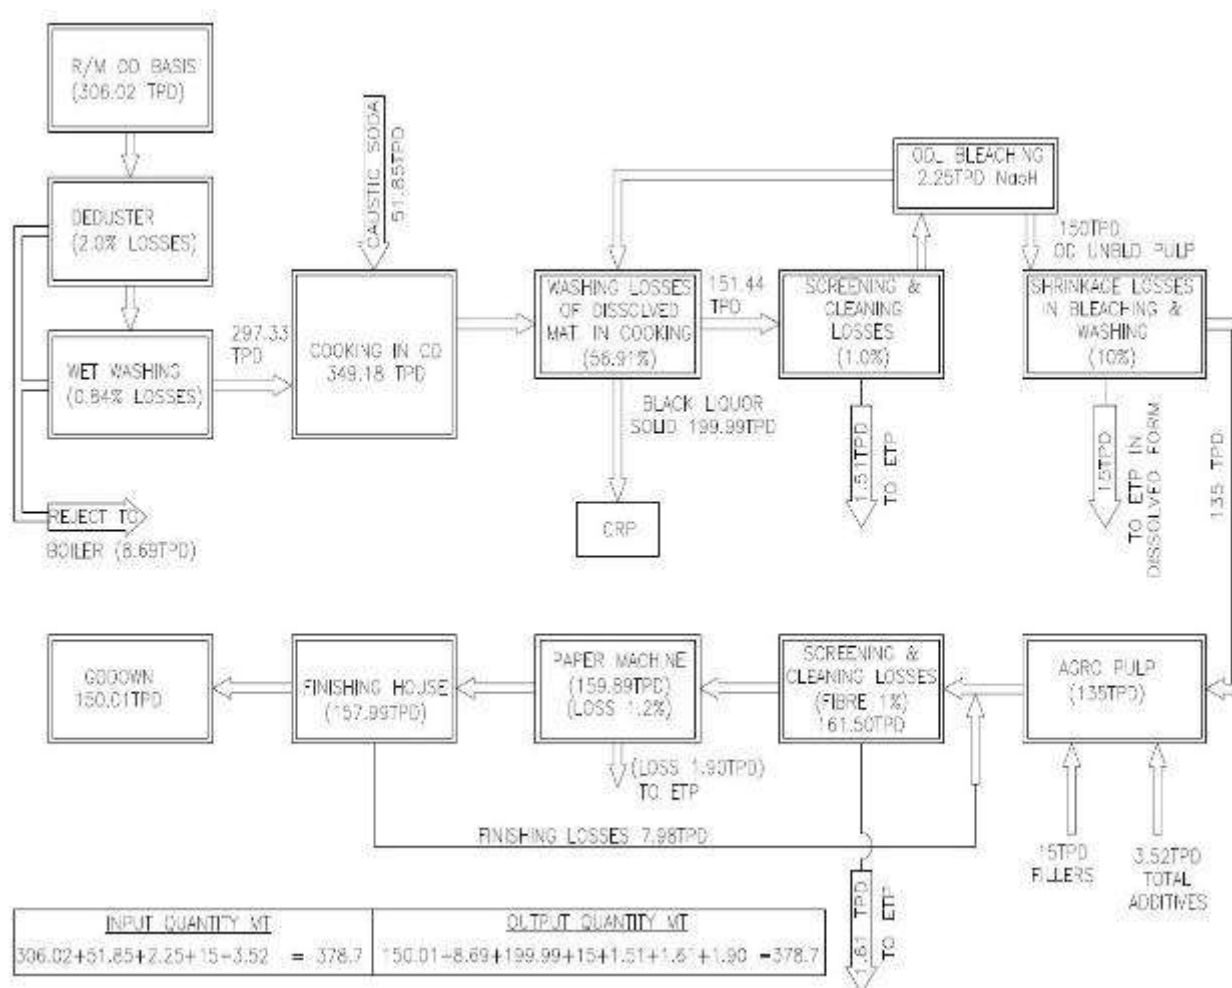 R/M OD BASIS
(306.02 TPD)
DEDUSTER
(2.0% LOSSES)
WET WASHING
(0.84% LOSSES)
REJECT TO
BOILER (8.69TPD)
297.33
TPD
CAUSTIC SODA
51.85TPD
COOKING IN CD
349.18 TPD
WASHING LOSSES
OF DISSOLVED
MAT. IN COOKING
(56.91%)
BLACK LIQUOR
SOLID 199.99TPD
CRP
151.44
TPD
SCREENING &
CLEANING
LOSSES
(1.0%)
1.51TPD
TO ETP
ODL BLEACHING
2.25TPD NaoH
150TPD
OD UNBLD PULP
SHRINKAGE LOSSES
IN BLEACHING &
WASHING
(10%)
15TPD
TO ETP IN
DISSOLVED FORM
135 TPD
GODOWN
150.01TPD
FINISHING HOUSE
(157.99TPD)
PAPER MACHINE
(159.89TPD)
(LOSS 1.2%)
(LOSS 1.90TPD)
TO ETP
SCREENING &
CLEANING LOSSES
(FIBRE 1%)
161.50TPD
AGRO PULP
(135TPD)
FINISHING LOSSES 7.98TPD
15TPD
FILLERS
3.52TPD
TOTAL
ADDITIVES
1.61 TPD
TO ETP
INPUT QUANTITY MT
306.02+51.85+2.25+15+3.52 = 378.7
OUTPUT QUANTITY MT
150.01+8.69+199.99+15+1.51+1.61+1.90 =378.7